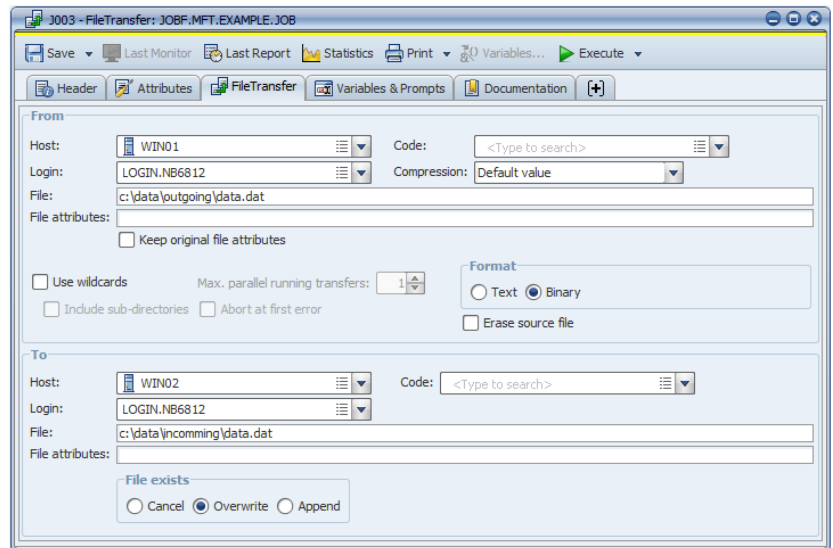 J003 - FileTransfer: JOBF.MFT.EXAMPLE.JOB
Save Last Monitor Last Report Statistics Print Variables... Execute
Header Attributes FileTransfer Variables & Prompts Documentation [+]
From
Host: WIN01 Code: <Type to search>
Login: LOGIN.NB6812 Compression: Default value
File: c:\data\outgoing\data.dat
File attributes:
Keep original file attributes
Use wildcards Max. parallel running transfers: 1
Include sub-directories Abort at first error
Format
Text Binary
Erase source file
To
Host: WIN02 Code: <Type to search>
Login: LOGIN.NB6812
File: c:\data\incomming\data.dat
File attributes:
File exists
Cancel Overwrite Append